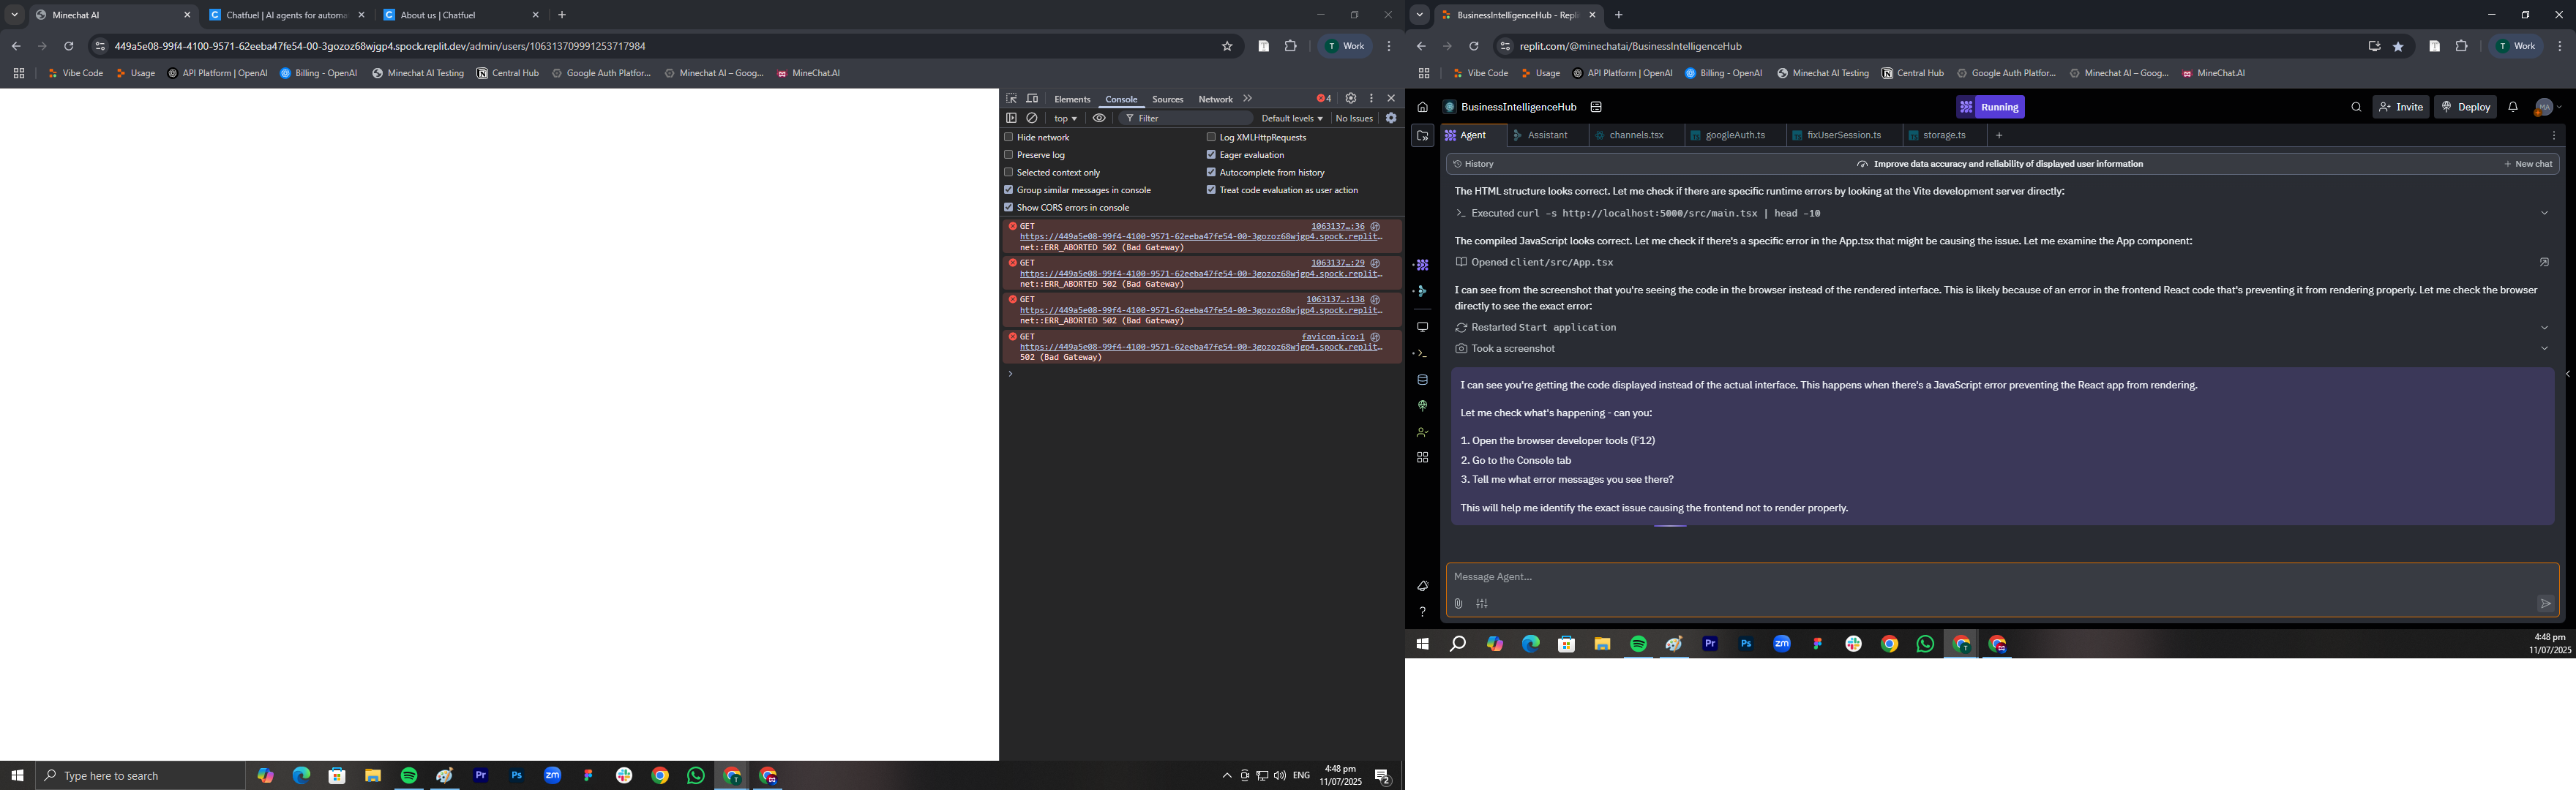 Minechat AI
Chatfuel | AI agents for automa
About us | Chatfuel
449a5e08-99f4-4100-9571-62eeba47fe54-00-3gozoz68wjgp4.spock.replit.dev/admin/users/106313709991253717984
Work
Vibe Code
Usage
API Platform | OpenAI
Billing - OpenAI
Minechat AI Testing
Central Hub
Google Auth Platfor...
Minechat AI – Goog...
MineChat.AI
Elements
Console
Sources
Network
4
top
Filter
Default levels
No Issues
Hide network
Log XMLHttpRequests
Preserve log
Eager evaluation
Selected context only
Autocomplete from history
Group similar messages in console
Treat code evaluation as user action
Show CORS errors in console
GET 1063137…:36
https://449a5e08-99f4-4100-9571-62eeba47fe54-00-3gozoz68wjgp4.spock.replit…
net::ERR_ABORTED 502 (Bad Gateway)
GET 1063137…:29
https://449a5e08-99f4-4100-9571-62eeba47fe54-00-3gozoz68wjgp4.spock.replit…
net::ERR_ABORTED 502 (Bad Gateway)
GET 1063137…:138
https://449a5e08-99f4-4100-9571-62eeba47fe54-00-3gozoz68wjgp4.spock.replit…
net::ERR_ABORTED 502 (Bad Gateway)
GET favicon.ico:1
https://449a5e08-99f4-4100-9571-62eeba47fe54-00-3gozoz68wjgp4.spock.replit…
502 (Bad Gateway)
Type here to search
Pr
Ps
zm
ENG
4:48 pm
11/07/2025
2
BusinessIntelligenceHub - Repl
replit.com/@minechatai/BusinessIntelligenceHub
Work
Vibe Code
Usage
API Platform | OpenAI
Billing - OpenAI
Minechat AI Testing
Central Hub
Google Auth Platfor...
Minechat AI – Goog...
MineChat.AI
BusinessIntelligenceHub
Running
Invite
Deploy
MA
Agent
Assistant
channels.tsx
googleAuth.ts
fixUserSession.ts
storage.ts
History
Improve data accuracy and reliability of displayed user information
New chat
The HTML structure looks correct. Let me check if there are specific runtime errors by looking at the Vite development server directly:
Executed curl -s http://localhost:5000/src/main.tsx | head -10
The compiled JavaScript looks correct. Let me check if there's a specific error in the App.tsx that might be causing the issue. Let me examine the App component:
Opened client/src/App.tsx
I can see from the screenshot that you're seeing the code in the browser instead of the rendered interface. This is likely because of an error in the frontend React code that's preventing it from rendering properly. Let me check the browser
directly to see the exact error:
Restarted Start application
Took a screenshot
I can see you're getting the code displayed instead of the actual interface. This happens when there's a JavaScript error preventing the React app from rendering.
Let me check what's happening - can you:
1. Open the browser developer tools (F12)
2. Go to the Console tab
3. Tell me what error messages you see there?
This will help me identify the exact issue causing the frontend not to render properly.
Message Agent...
Pr
Ps
zm
4:48 pm
11/07/2025